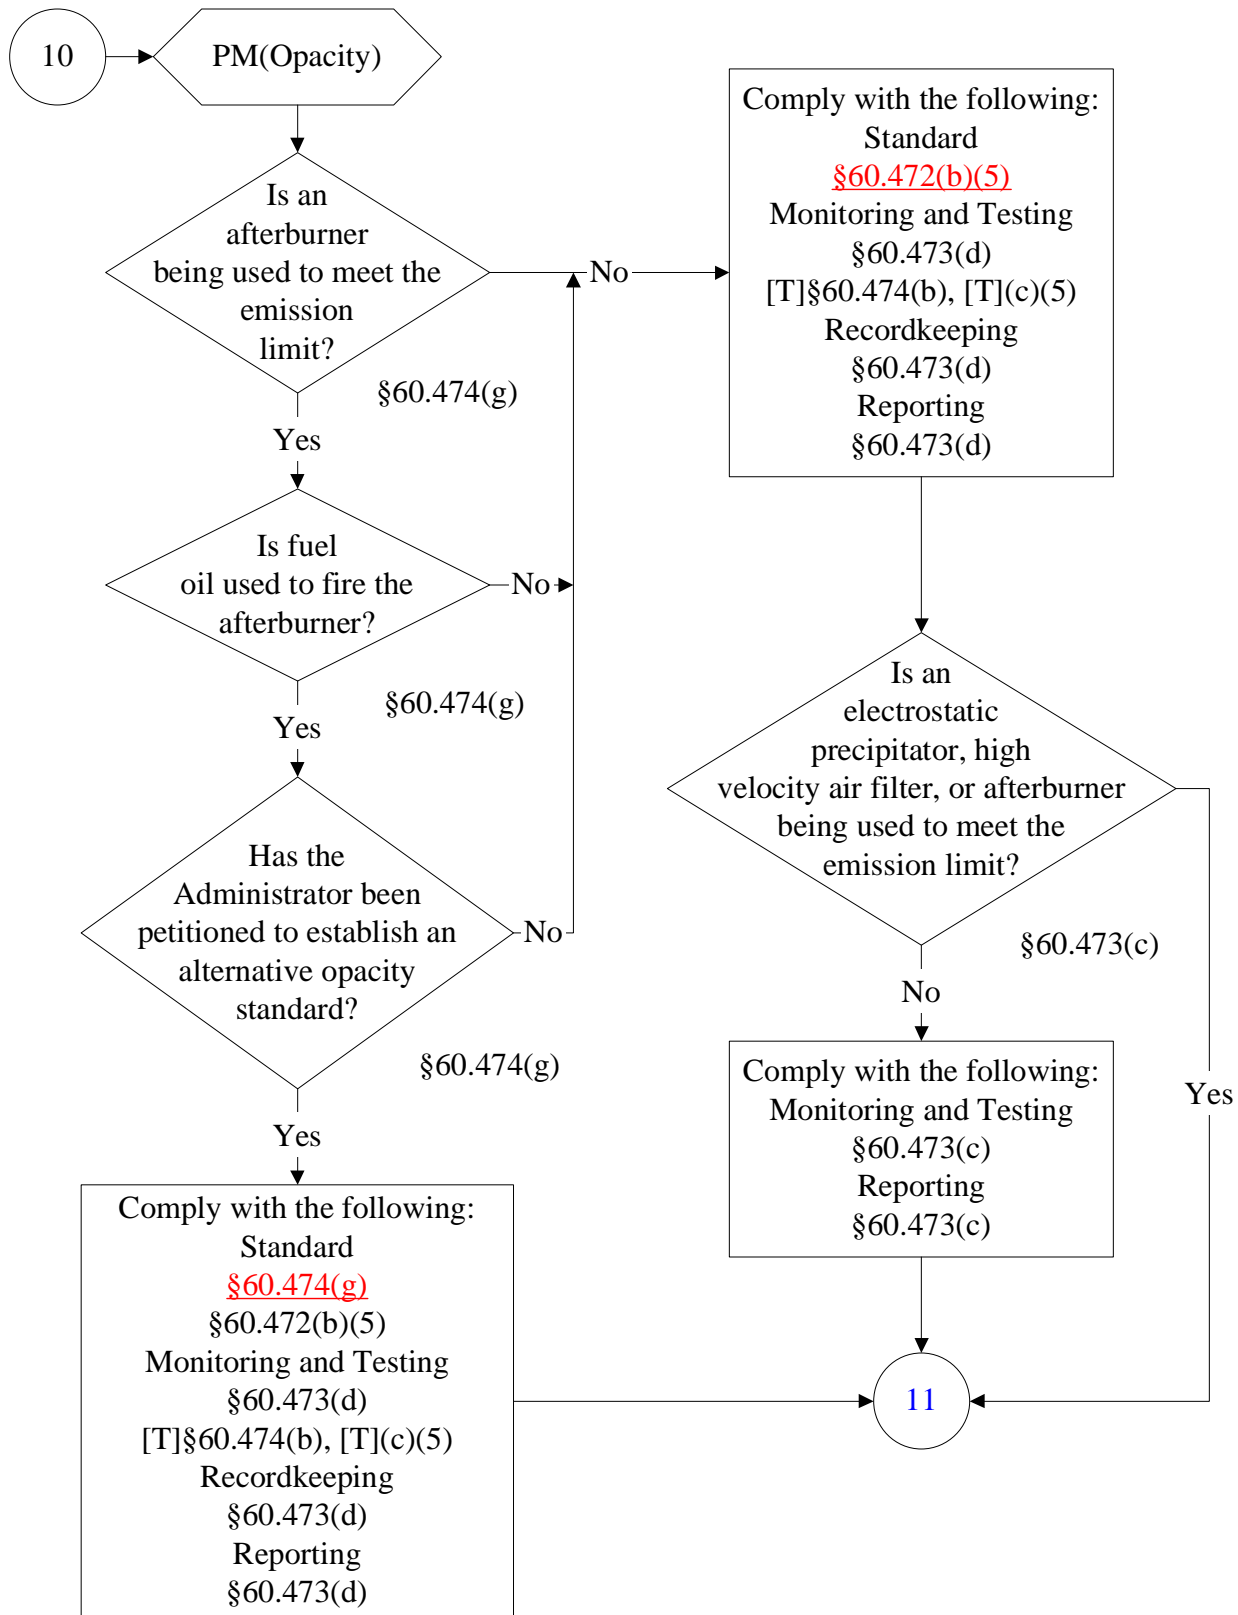 10
PM(Opacity)
Is an
afterburner
being used to meet the
emission
limit?
§60.474(g)
No
Yes
Is fuel
oil used to fire the
afterburner?
No
§60.474(g)
Yes
Has the
Administrator been
petitioned to establish an
alternative opacity
standard?
No
§60.474(g)
Yes
Comply with the following:
Standard
§60.474(g)
§60.472(b)(5)
Monitoring and Testing
§60.473(d)
[T]§60.474(b), [T](c)(5)
Recordkeeping
§60.473(d)
Reporting
§60.473(d)
Comply with the following:
Standard
§60.472(b)(5)
Monitoring and Testing
§60.473(d)
[T]§60.474(b), [T](c)(5)
Recordkeeping
§60.473(d)
Reporting
§60.473(d)
Is an
electrostatic
precipitator, high
velocity air filter, or afterburner
being used to meet the
emission limit?
§60.473(c)
No
Yes
Comply with the following:
Monitoring and Testing
§60.473(c)
Reporting
§60.473(c)
11